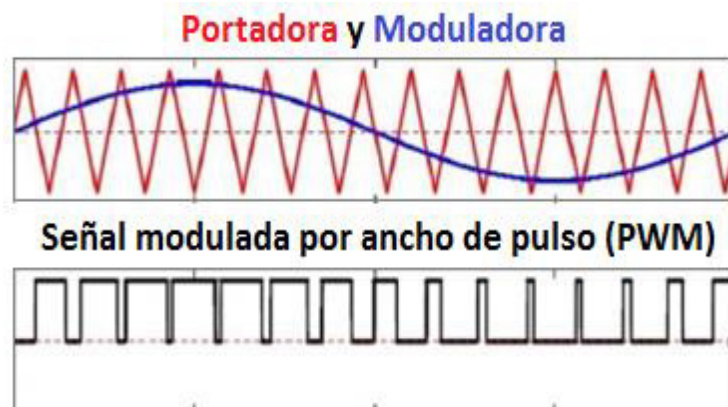 Portadora y Moduladora
Señal modulada por ancho de pulso (PWM)